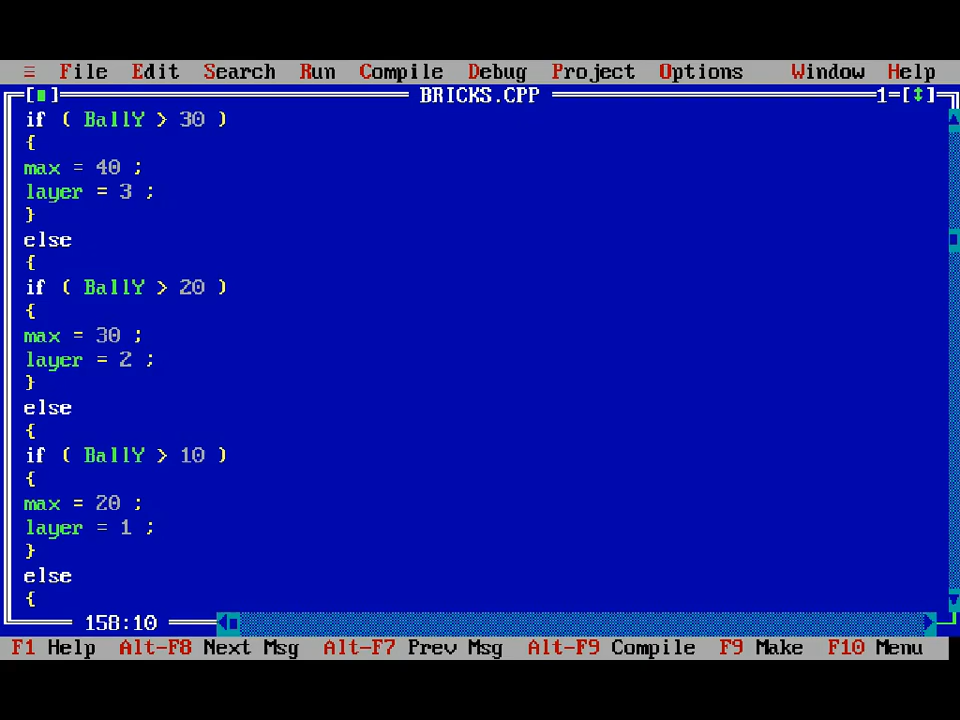 ≡ File Edit Search Run Compile Debug Project Options Window Help
[■] BRICKS.CPP 1=[↕]
if ( BallY > 30 )
{
max = 40 ;
layer = 3 ;
}
else
{
if ( BallY > 20 )
{
max = 30 ;
layer = 2 ;
}
else
{
if ( BallY > 10 )
{
max = 20 ;
layer = 1 ;
}
else
{
158:10
F1 Help Alt-F8 Next Msg Alt-F7 Prev Msg Alt-F9 Compile F9 Make F10 Menu